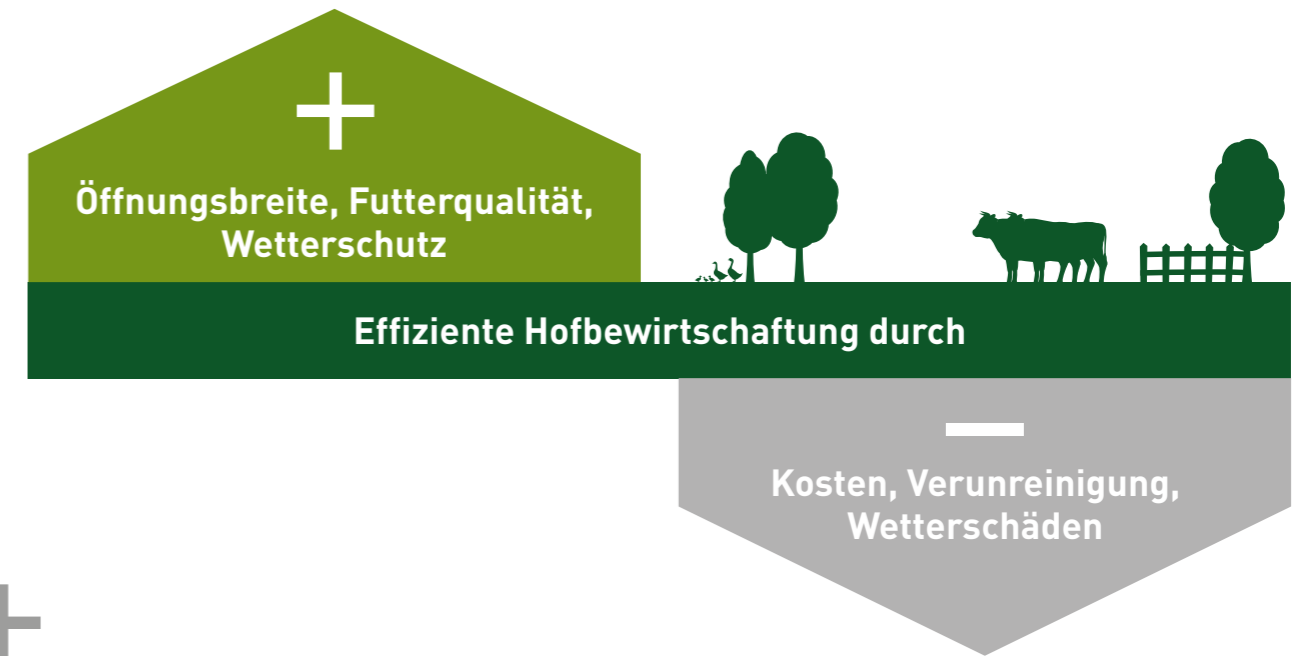 +
Öffnungsbreite, Futterqualität,
Wetterschutz
Effiziente Hofbewirtschaftung durch
—
Kosten, Verunreinigung,
Wetterschäden
+